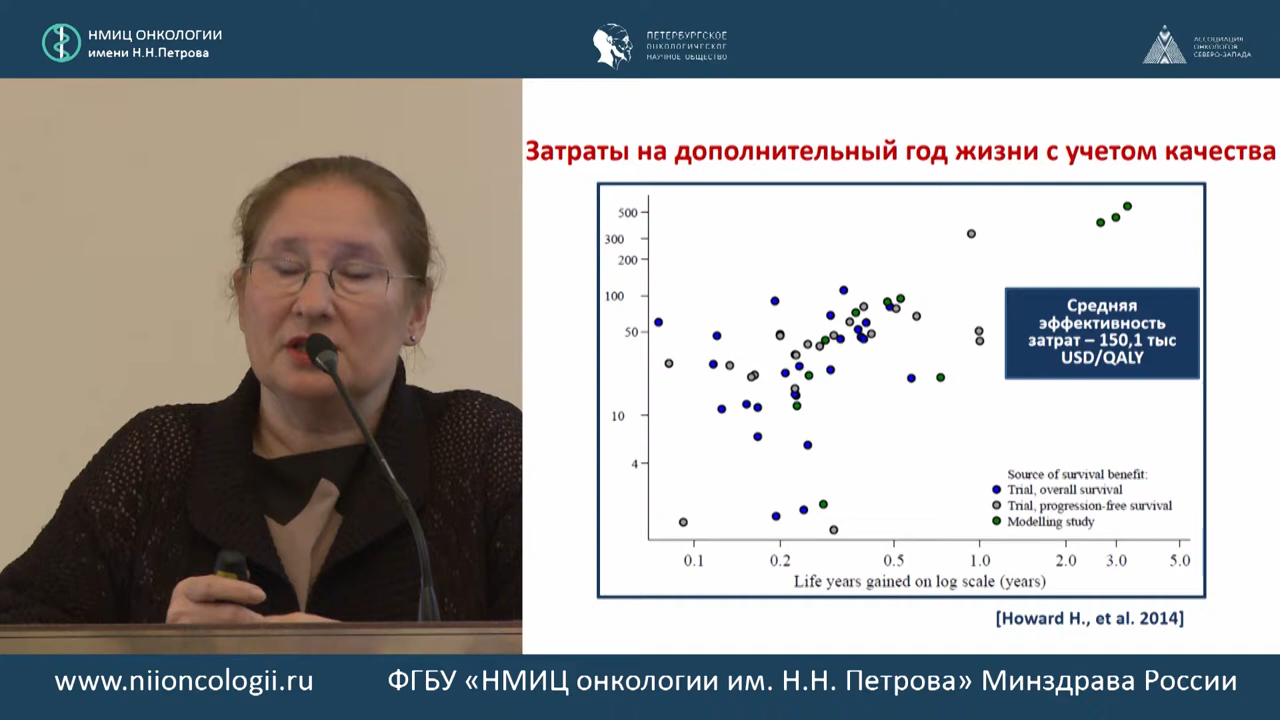 НМИЦ ОНКОЛОГИИ
имени Н.Н.Петрова
ПЕТЕРБУРГСКОЕ
ОНКОЛОГИЧЕСКОЕ
НАУЧНОЕ ОБЩЕСТВО
АССОЦИАЦИЯ
ОНКОЛОГОВ
СЕВЕРО-ЗАПАДА
Затраты на дополнительный год жизни с учетом качества
500
300
200
100
50
10
4
Средняя
эффективность
затрат – 150,1 тыс
USD/QALY
Source of survival benefit:
Trial, overall survival
Trial, progression-free survival
Modelling study
0.1 0.2 0.5 1.0 2.0 3.0 5.0
Life years gained on log scale (years)
[Howard H., et al. 2014]
www.niioncologii.ru
ФГБУ «НМИЦ онкологии им. Н.Н. Петрова» Минздрава России